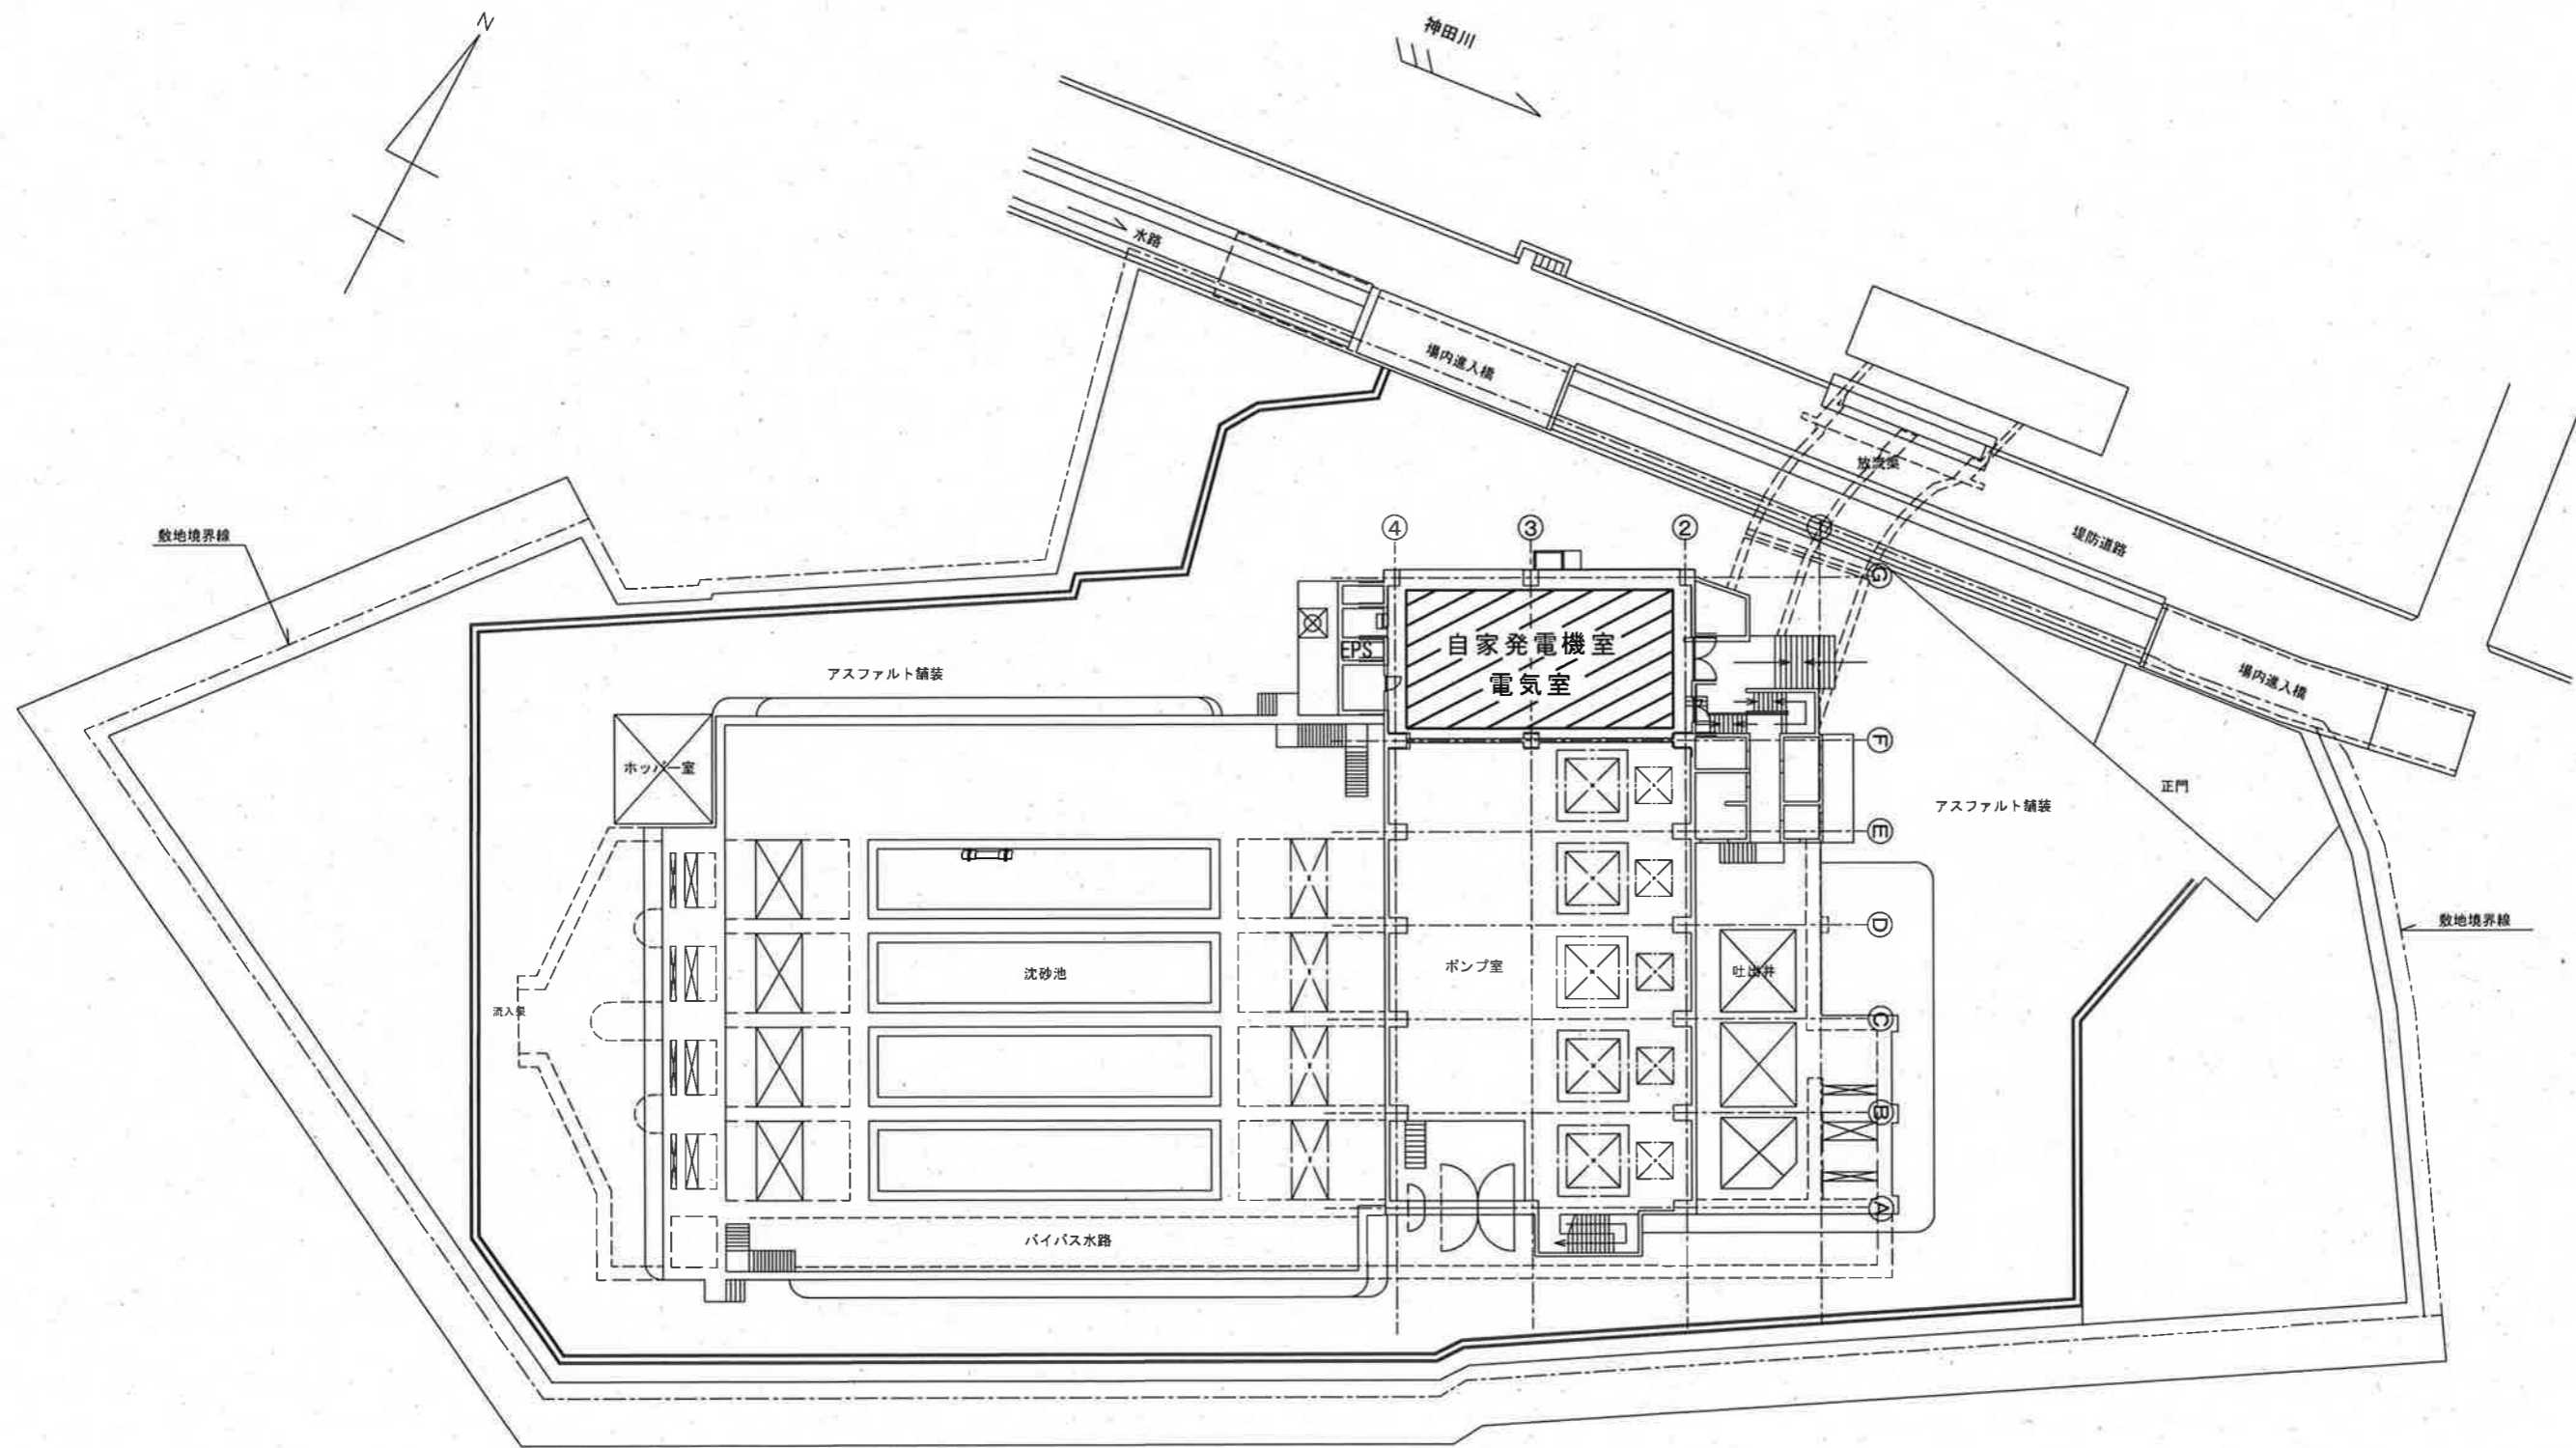 N
神田川
水路
場内進入橋
放流渠
堤防道路
場内進入橋
敷地境界線
④
③
②
G
自家発電機室
電気室
EPS
アスファルト舗装
F
ホッパー室
正門
アスファルト舗装
E
敷地境界線
D
沈砂池
ポンプ室
吐出井
流入渠
C
B
A
バイパス水路